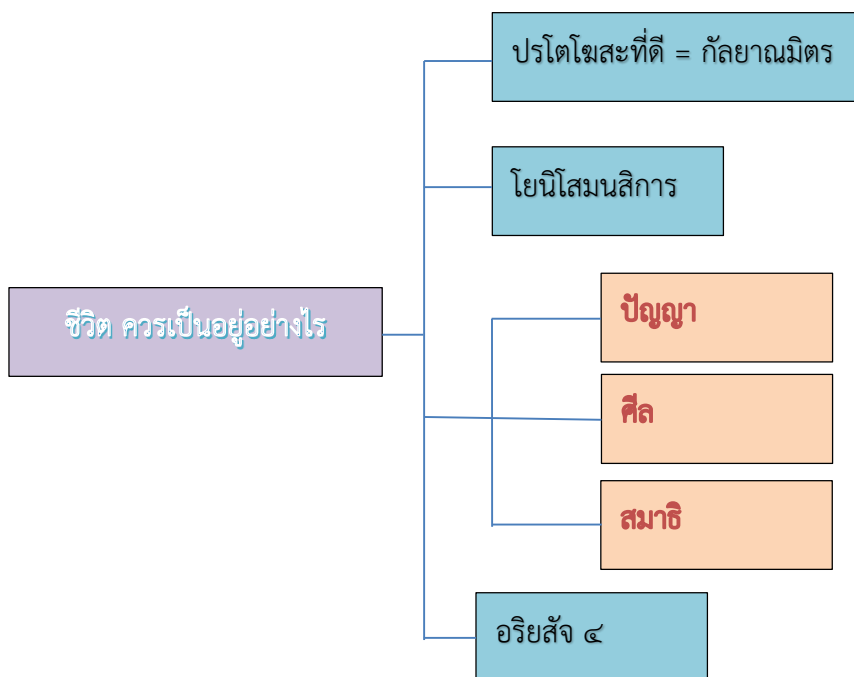 ปรโตโฆสะที่ดี = กัลยาณมิตร
โยนิโสมนสิการ
ชีวิต ควรเป็นอยู่อย่างไร
ปัญญา
ศีล
สมาธิ
อริยสัจ ๔